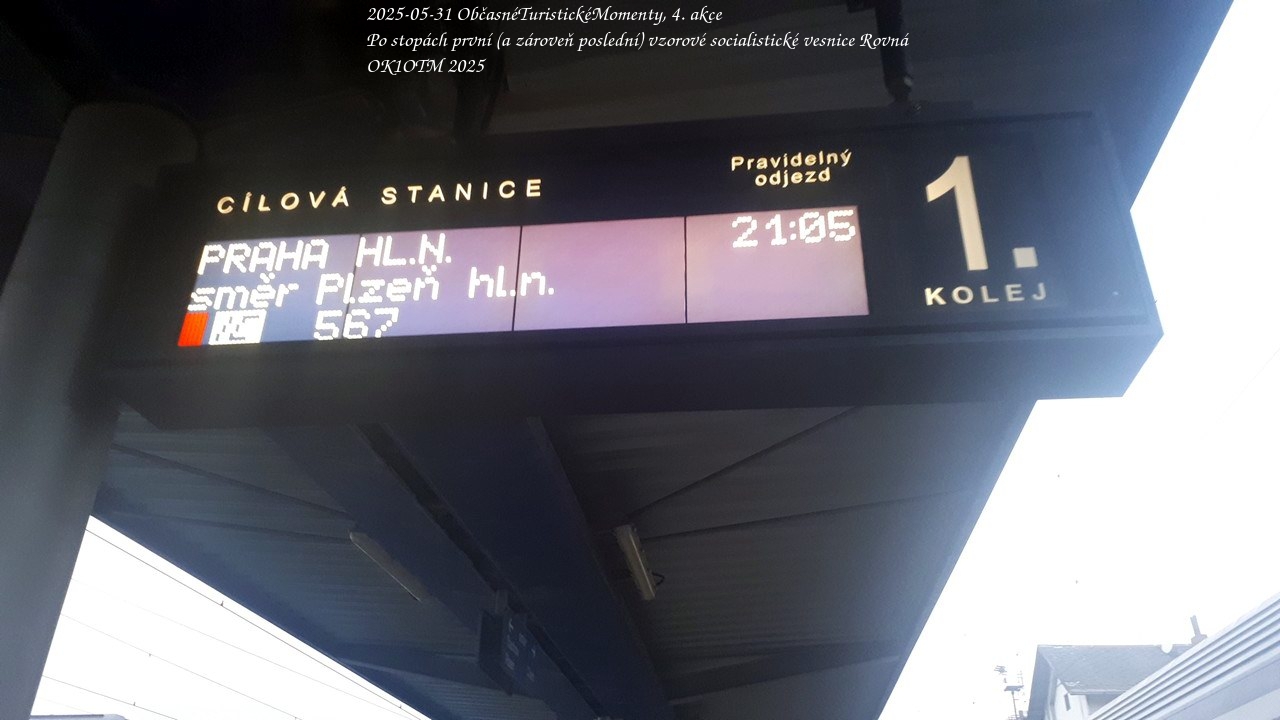 2025-05-31 ObčasnéTuristickéMomenty, 4. akce
Po stopách první (a zároveň poslední) vzorové socialistické vesnice Rovná
OK1OTM 2025
CÍLOVÁ STANICE
Pravidelný
odjezd
1.
KOLEJ
PRAHA HL.N. 21:05
směr Plzeň hl.n.
567